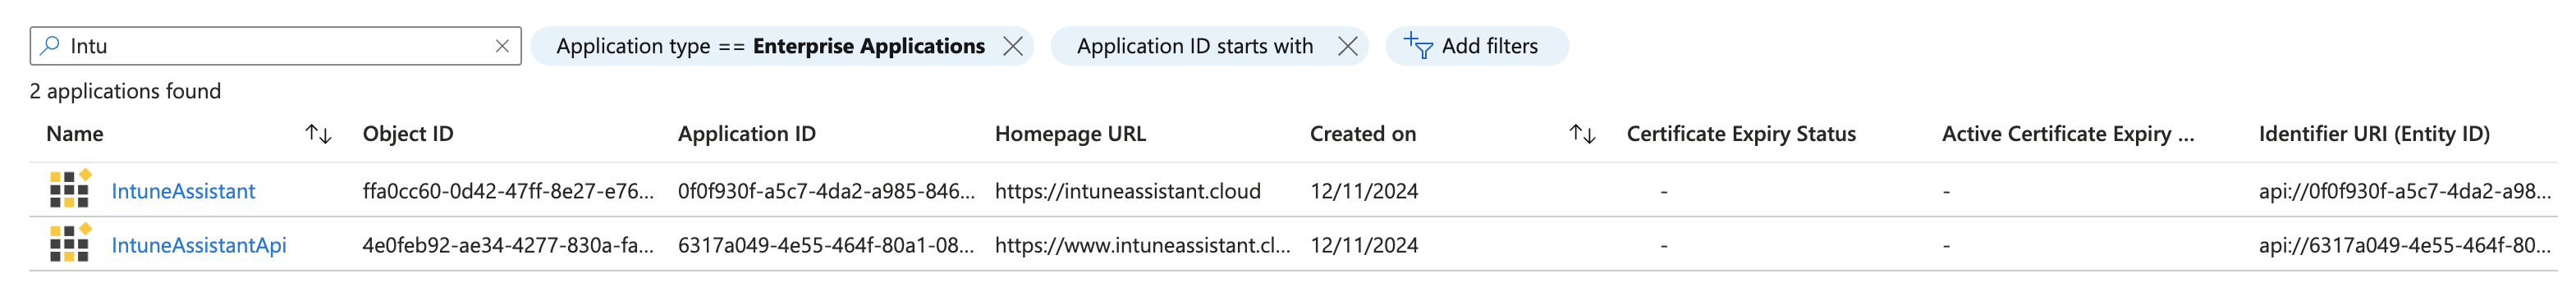 Intu
Application type == Enterprise Applications
Application ID starts with
Add filters
2 applications found
Name Object ID Application ID Homepage URL Created on Certificate Expiry Status Active Certificate Expiry ... Identifier URI (Entity ID)
IntuneAssistant ffa0cc60-0d42-47ff-8e27-e76... 0f0f930f-a5c7-4da2-a985-846... https://intuneassistant.cloud 12/11/2024 - - api://0f0f930f-a5c7-4da2-a98...
IntuneAssistantApi 4e0feb92-ae34-4277-830a-fa... 6317a049-4e55-464f-80a1-08... https://www.intuneassistant.cl... 12/11/2024 - - api://6317a049-4e55-464f-80...